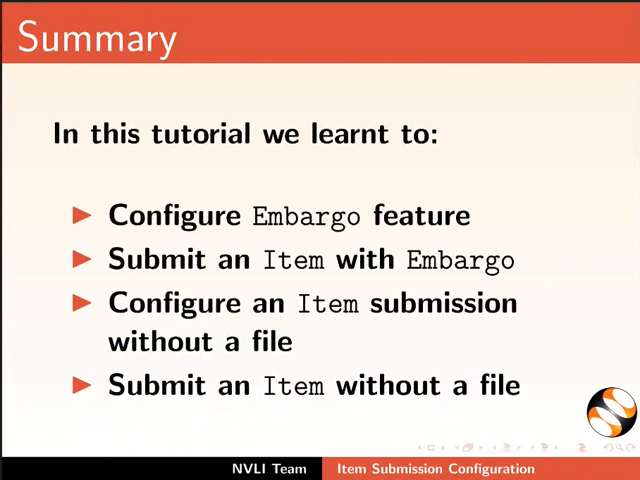 Summary
In this tutorial we learnt to:
Configure Embargo feature
Submit an Item with Embargo
Configure an Item submission
without a file
Submit an Item without a file
NVLI Team Item Submission Configuration